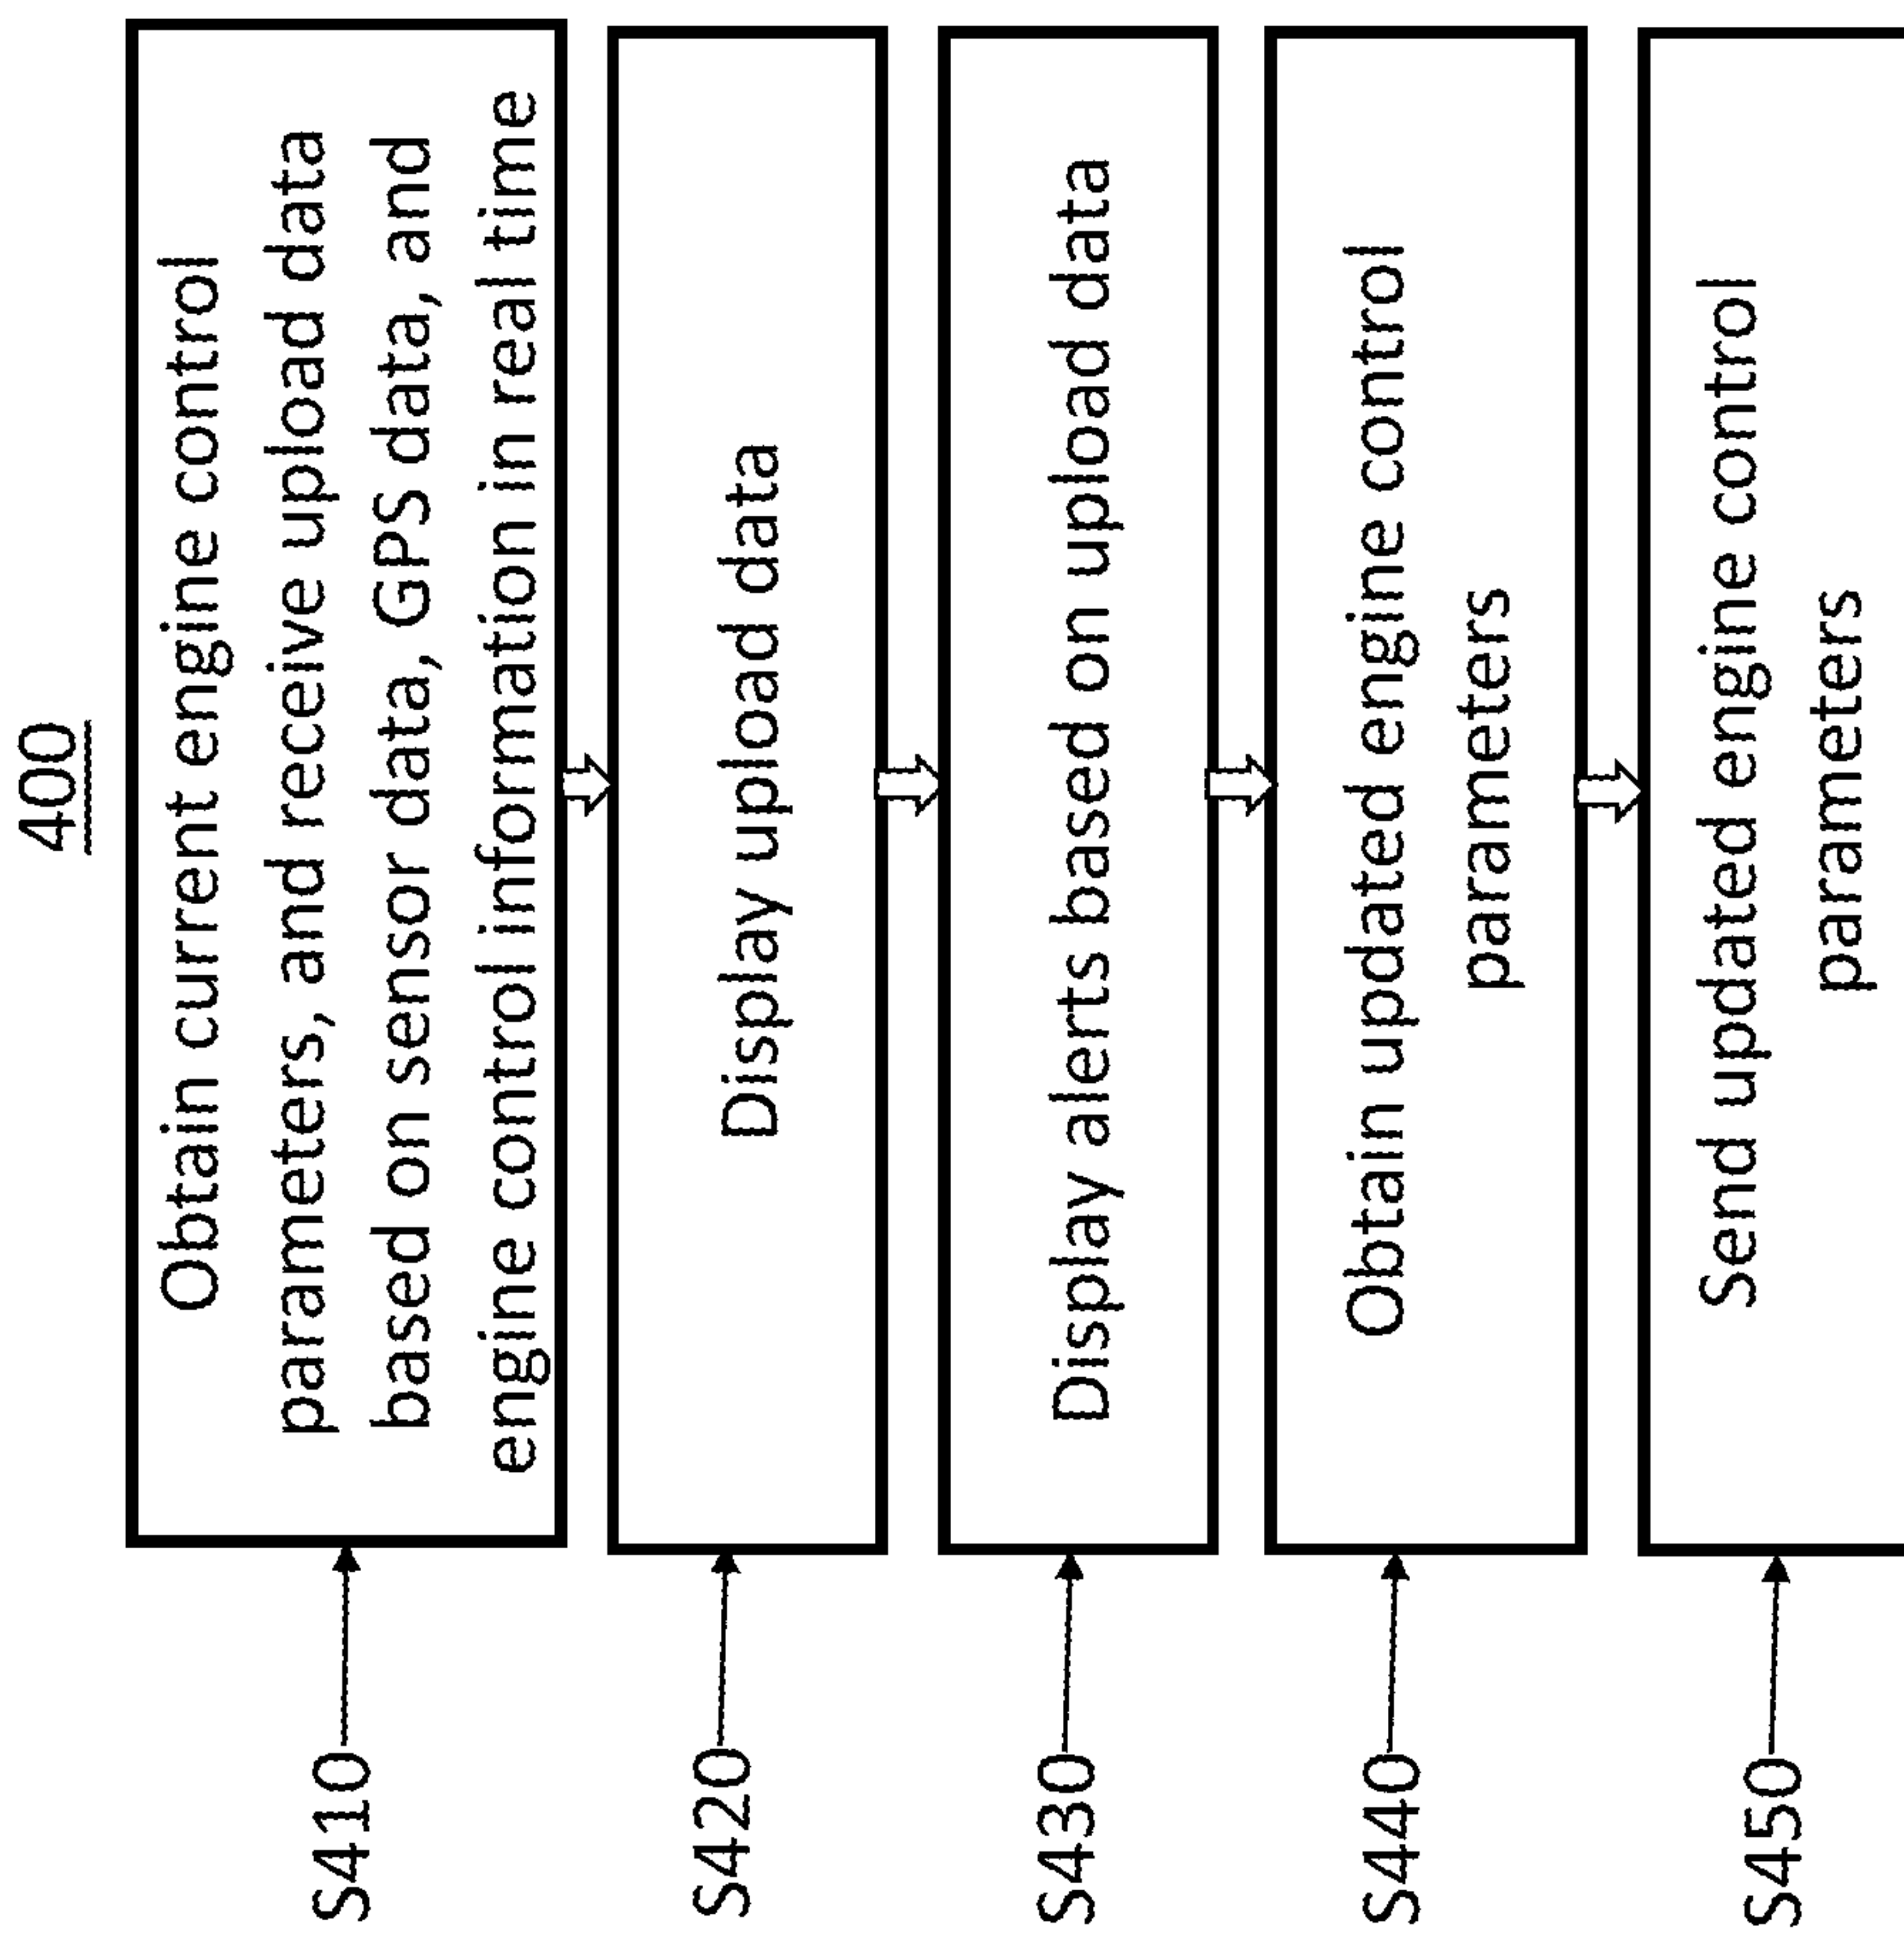 400
S410
Obtain current engine control
parameters, and receive upload data
based on sensor data, GPS data, and
engine control information in real time
S420
Display upload data
S430
Display alerts based on upload data
S440
Obtain updated engine control
parameters
S450
Send updated engine control
parameters